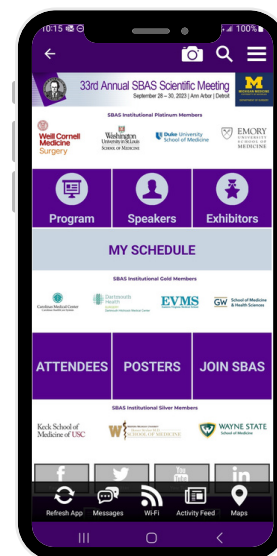 10:15
100%
33rd Annual SBAS Scientific Meeting
September 28 – 30, 2023 | Ann Arbor | Detroit
SBAS Institutional Platinum Members
Weill Cornell
Medicine
Surgery
Washington
University in St. Louis
School of Medicine
Duke University
School of Medicine
EMORY
UNIVERSITY
SCHOOL OF
MEDICINE
Program
Speakers
Exhibitors
MY SCHEDULE
SBAS Institutional Gold Members
Dartmouth
Health
EVMS
GW
School of Medicine
& Health Sciences
ATTENDEES
POSTERS
JOIN SBAS
SBAS Institutional Silver Members
Keck School of
Medicine of USC
W
SCHOOL OF MEDICINE
WAYNE STATE
School of Medicine
f
You
in
Refresh App
Messages
Wi-Fi
Activity Feed
Maps